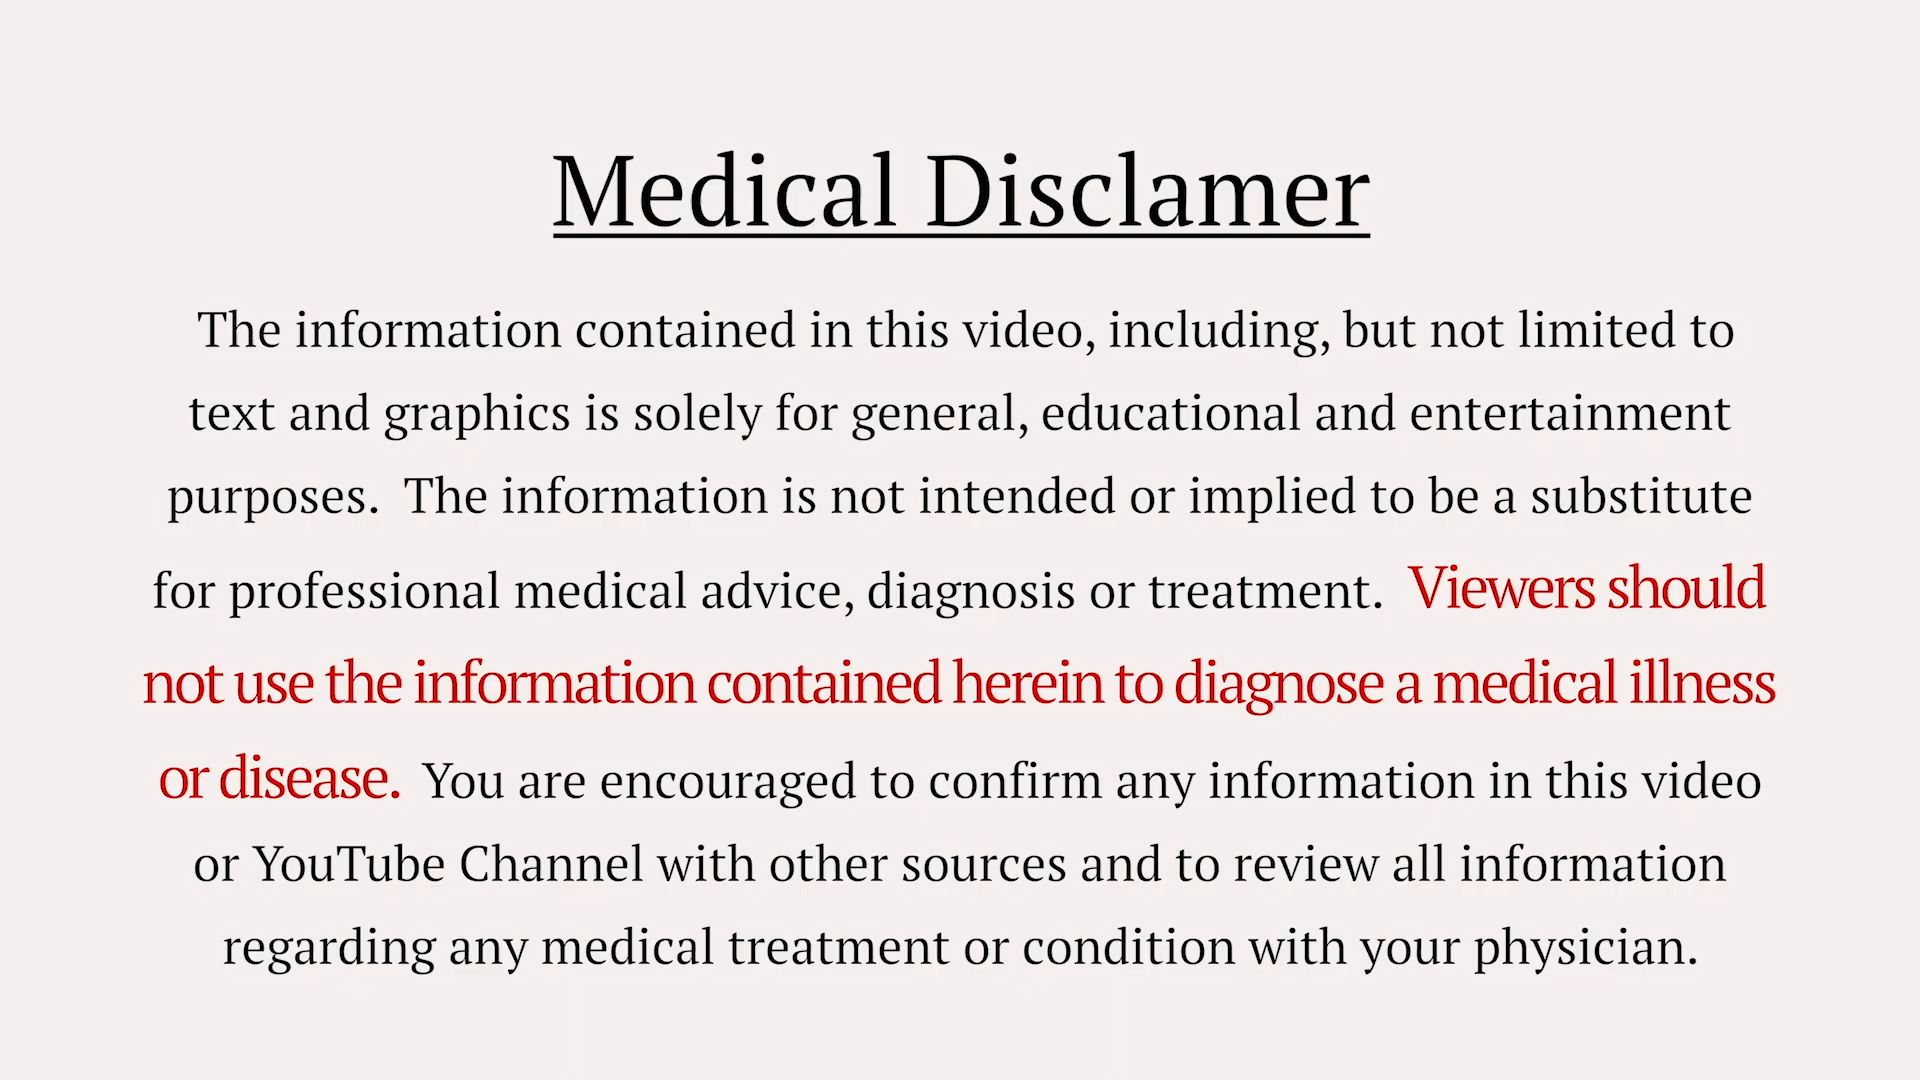 Medical Disclamer
The information contained in this video, including, but not limited to
text and graphics is solely for general, educational and entertainment
purposes.  The information is not intended or implied to be a substitute
for professional medical advice, diagnosis or treatment.  Viewers should
not use the information contained herein to diagnose a medical illness
or disease.  You are encouraged to confirm any information in this video
or YouTube Channel with other sources and to review all information
regarding any medical treatment or condition with your physician.